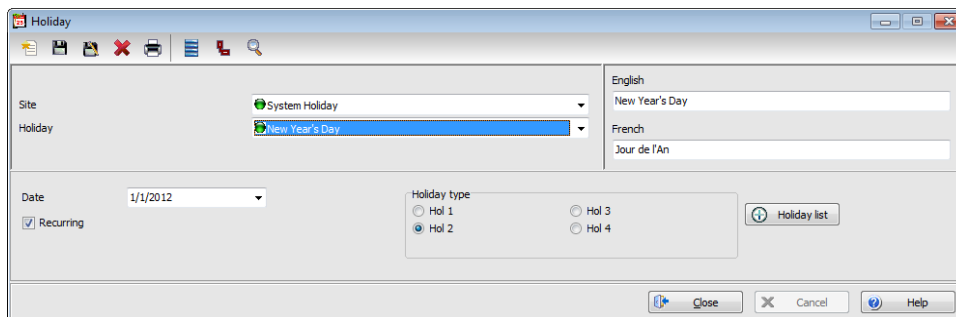 Holiday
English
Site
System Holiday
New Year's Day
Holiday
New Year's Day
French
Jour de l'An
Date
1/1/2012
Holiday type
Hol 1
Hol 3
Holiday list
Recurring
Hol 2
Hol 4
Close
Cancel
Help